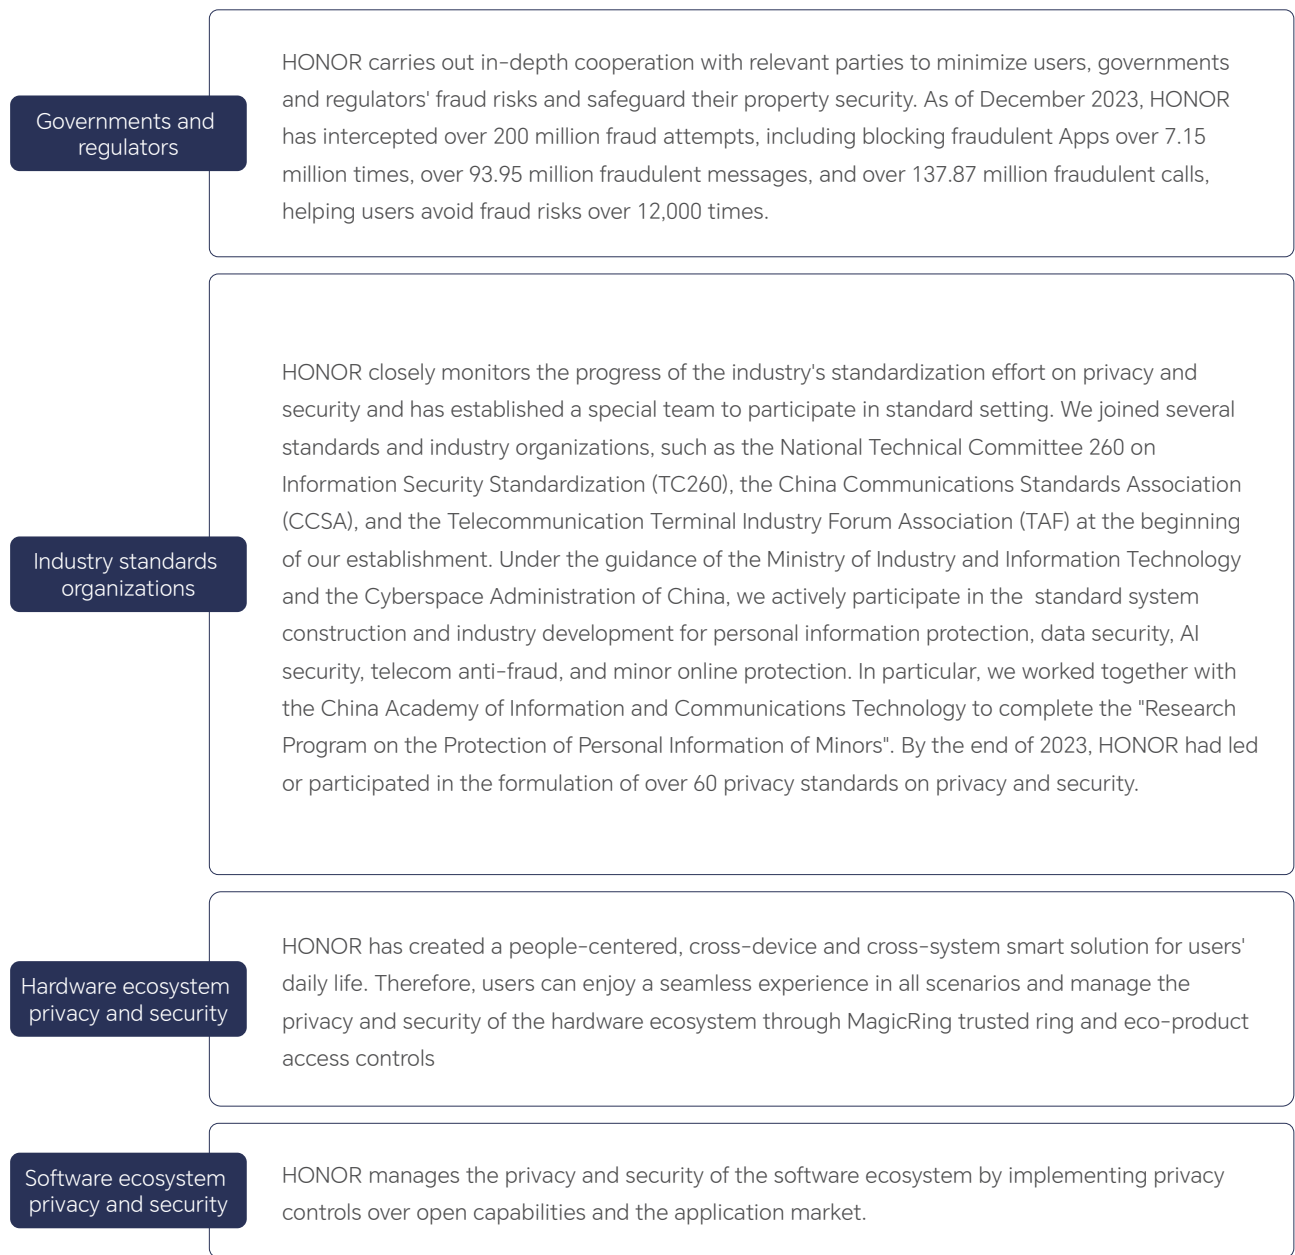 Governments and
regulators
HONOR carries out in-depth cooperation with relevant parties to minimize users, governments
and regulators' fraud risks and safeguard their property security. As of December 2023, HONOR
has intercepted over 200 million fraud attempts, including blocking fraudulent Apps over 7.15
million times, over 93.95 million fraudulent messages, and over 137.87 million fraudulent calls,
helping users avoid fraud risks over 12,000 times.
Industry standards
organizations
HONOR closely monitors the progress of the industry's standardization effort on privacy and
security and has established a special team to participate in standard setting. We joined several
standards and industry organizations, such as the National Technical Committee 260 on
Information Security Standardization (TC260), the China Communications Standards Association
(CCSA), and the Telecommunication Terminal Industry Forum Association (TAF) at the beginning
of our establishment. Under the guidance of the Ministry of Industry and Information Technology
and the Cyberspace Administration of China, we actively participate in the standard system
construction and industry development for personal information protection, data security, AI
security, telecom anti-fraud, and minor online protection. In particular, we worked together with
the China Academy of Information and Communications Technology to complete the "Research
Program on the Protection of Personal Information of Minors". By the end of 2023, HONOR had led
or participated in the formulation of over 60 privacy standards on privacy and security.
Hardware ecosystem
privacy and security
HONOR has created a people-centered, cross-device and cross-system smart solution for users'
daily life. Therefore, users can enjoy a seamless experience in all scenarios and manage the
privacy and security of the hardware ecosystem through MagicRing trusted ring and eco-product
access controls
Software ecosystem
privacy and security
HONOR manages the privacy and security of the software ecosystem by implementing privacy
controls over open capabilities and the application market.